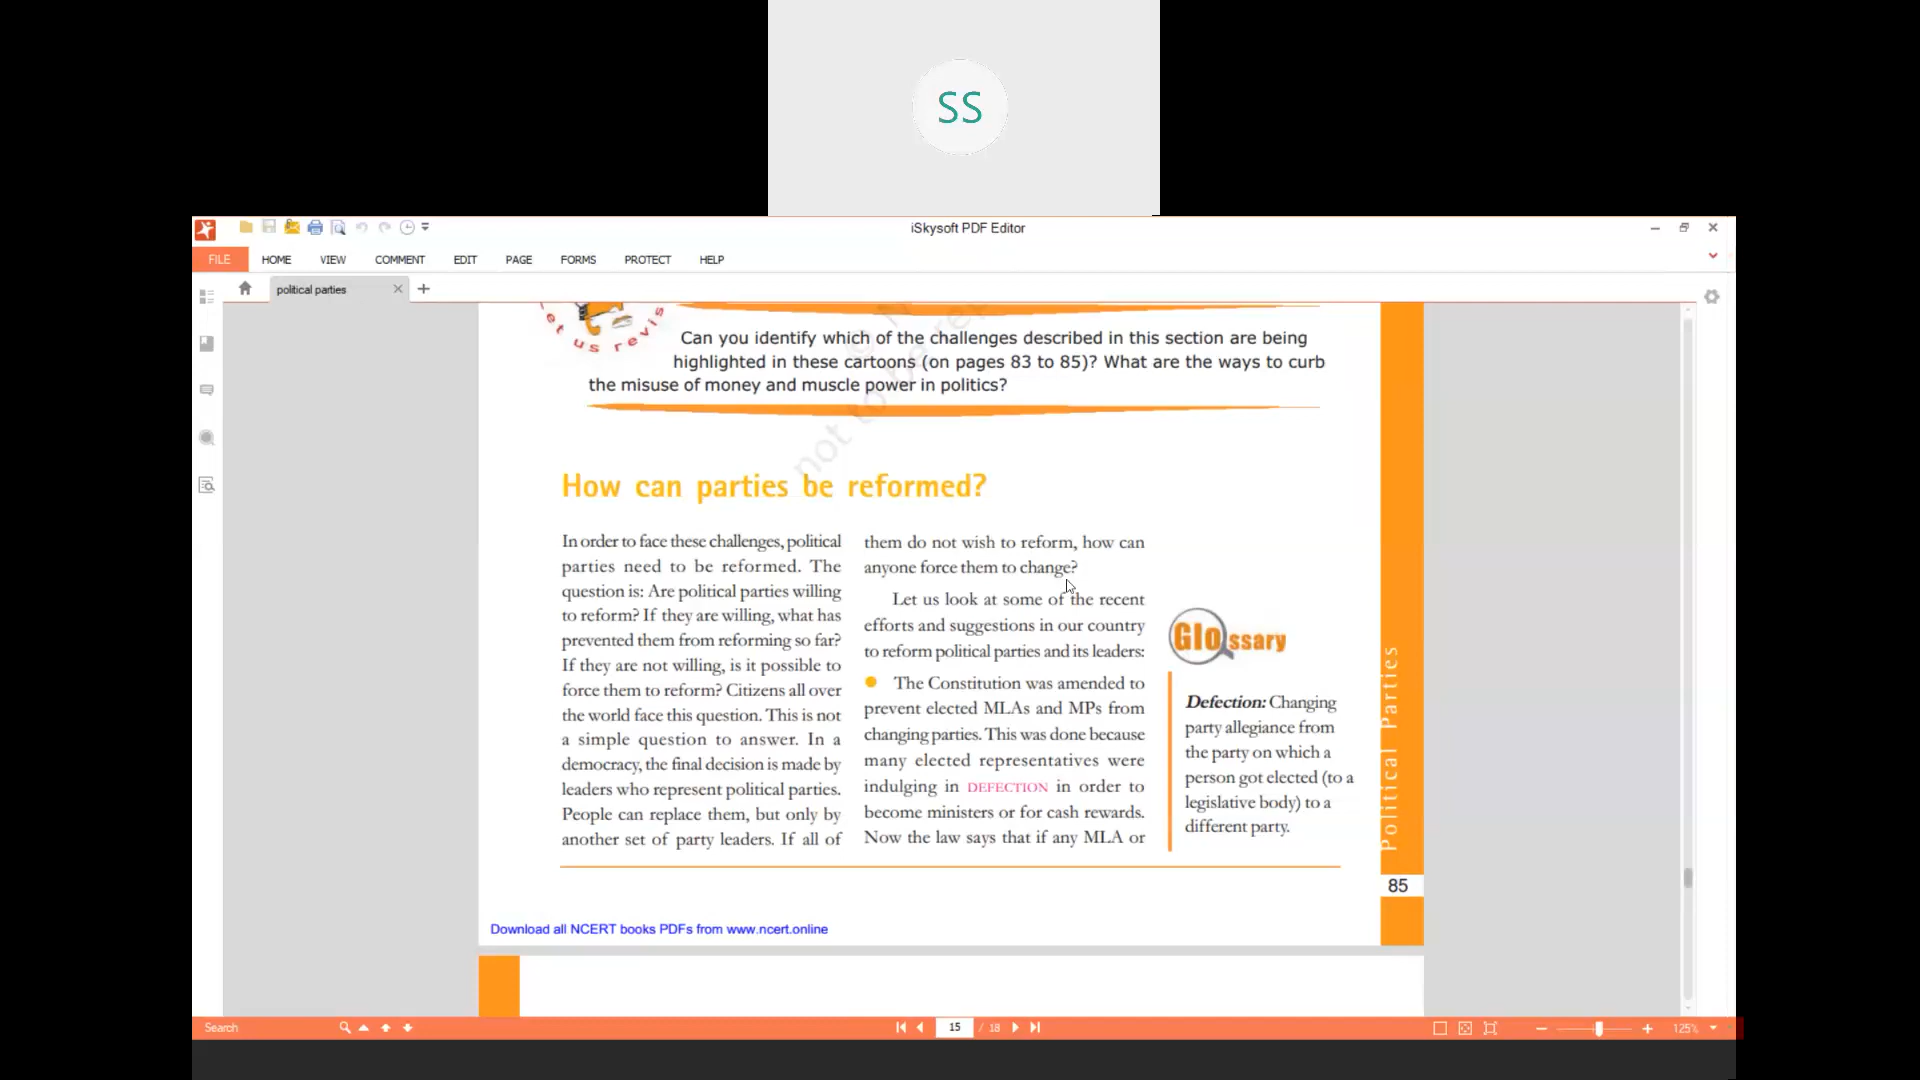 SS
iSkysoft PDF Editor
FILE HOME VIEW COMMENT EDIT PAGE FORMS PROTECT HELP
political parties
et us revis
Can you identify which of the challenges described in this section are being
highlighted in these cartoons (on pages 83 to 85)? What are the ways to curb
the misuse of money and muscle power in politics?
not to be re
How can parties be reformed?
In order to face these challenges, political
parties need to be reformed. The
question is: Are political parties willing
to reform? If they are willing, what has
prevented them from reforming so far?
If they are not willing, is it possible to
force them to reform? Citizens all over
the world face this question. This is not
a simple question to answer. In a
democracy, the final decision is made by
leaders who represent political parties.
People can replace them, but only by
another set of party leaders. If all of
them do not wish to reform, how can
anyone force them to change?
Let us look at some of the recent
efforts and suggestions in our country
to reform political parties and its leaders:
The Constitution was amended to
prevent elected MLAs and MPs from
changing parties. This was done because
many elected representatives were
indulging in DEFECTION in order to
become ministers or for cash rewards.
Now the law says that if any MLA or
Glossary
Defection: Changing
party allegiance from
the party on which a
person got elected (to a
legislative body) to a
different party.
Political Parties
85
Download all NCERT books PDFs from www.ncert.online
Search
15 / 18
125%